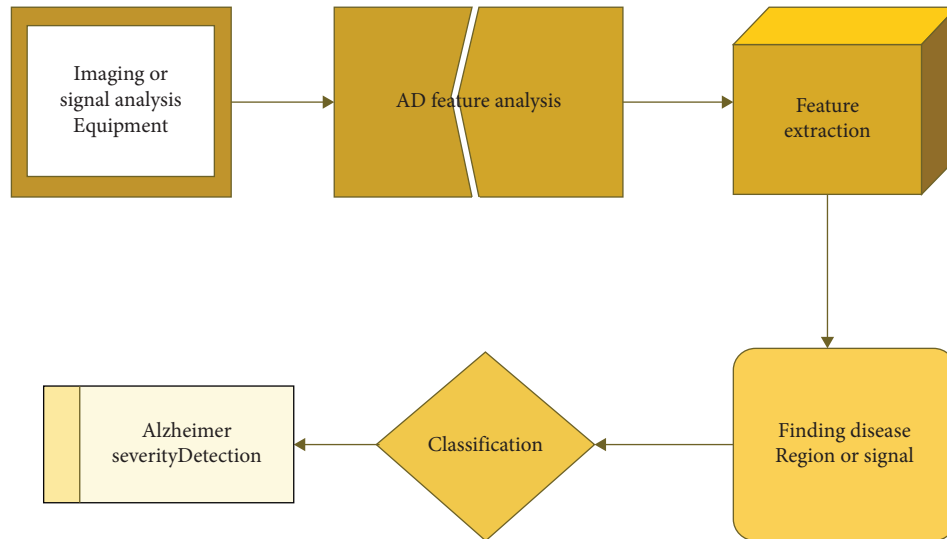 Imaging or
signal analysis
Equipment
AD feature analysis
Feature
extraction
Finding disease
Region or signal
Classification
Alzheimer
severityDetection